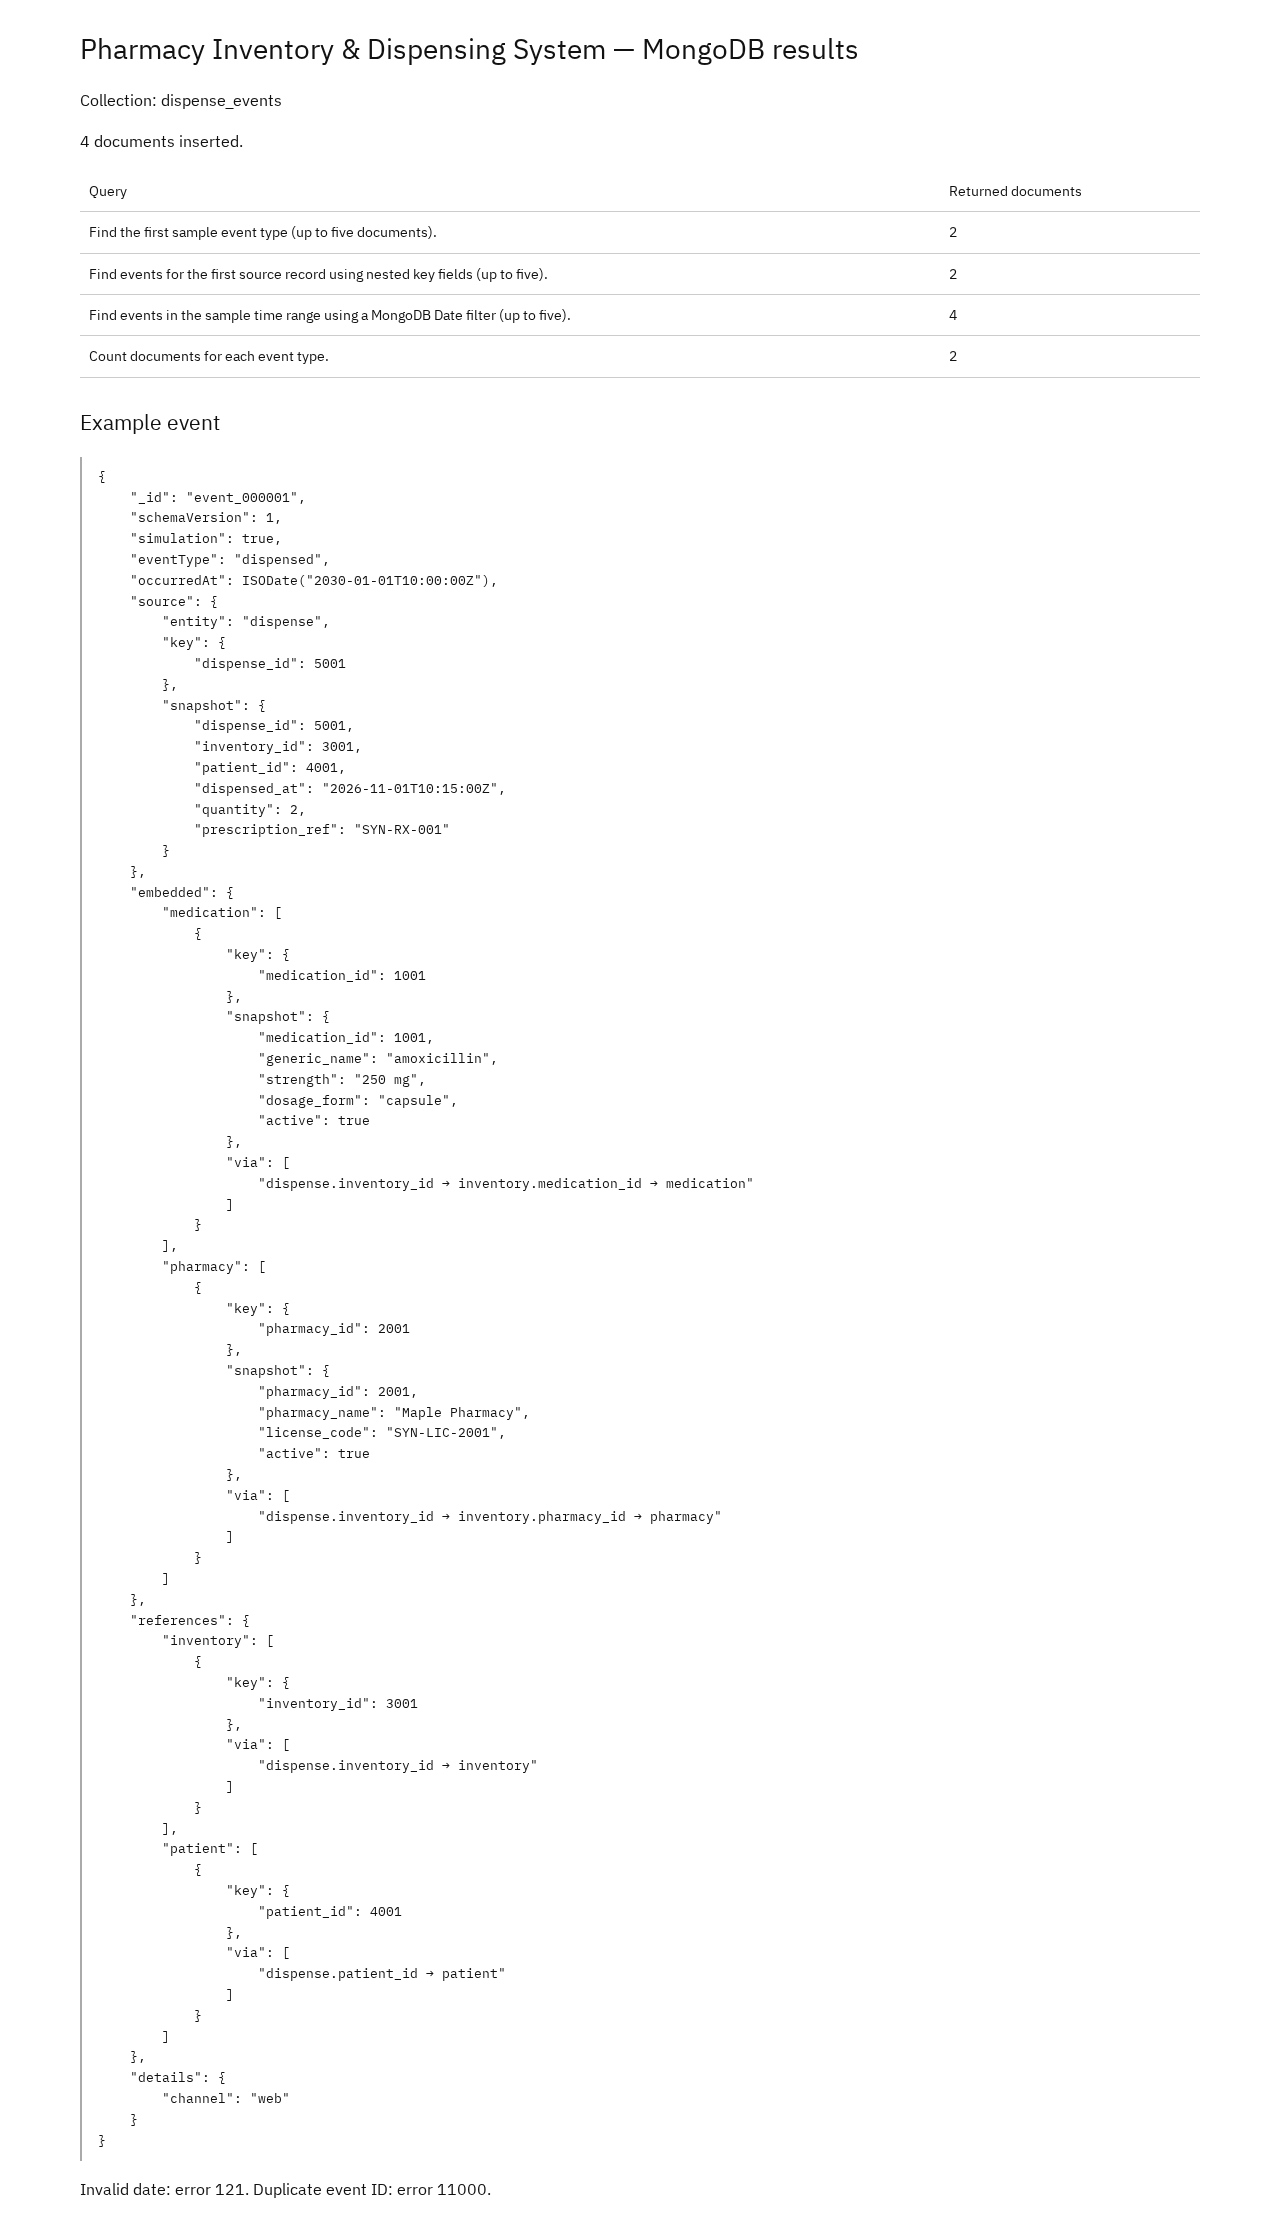 Pharmacy Inventory & Dispensing System — MongoDB results
Collection: dispense_events
4 documents inserted.
Query Returned documents
Find the first sample event type (up to five documents). 2
Find events for the first source record using nested key fields (up to five). 2
Find events in the sample time range using a MongoDB Date filter (up to five). 4
Count documents for each event type. 2
Example event
{
    "_id": "event_000001",
    "schemaVersion": 1,
    "simulation": true,
    "eventType": "dispensed",
    "occurredAt": ISODate("2030-01-01T10:00:00Z"),
    "source": {
        "entity": "dispense",
        "key": {
            "dispense_id": 5001
        },
        "snapshot": {
            "dispense_id": 5001,
            "inventory_id": 3001,
            "patient_id": 4001,
            "dispensed_at": "2026-11-01T10:15:00Z",
            "quantity": 2,
            "prescription_ref": "SYN-RX-001"
        }
    },
    "embedded": {
        "medication": [
            {
                "key": {
                    "medication_id": 1001
                },
                "snapshot": {
                    "medication_id": 1001,
                    "generic_name": "amoxicillin",
                    "strength": "250 mg",
                    "dosage_form": "capsule",
                    "active": true
                },
                "via": [
                    "dispense.inventory_id → inventory.medication_id → medication"
                ]
            }
        ],
        "pharmacy": [
            {
                "key": {
                    "pharmacy_id": 2001
                },
                "snapshot": {
                    "pharmacy_id": 2001,
                    "pharmacy_name": "Maple Pharmacy",
                    "license_code": "SYN-LIC-2001",
                    "active": true
                },
                "via": [
                    "dispense.inventory_id → inventory.pharmacy_id → pharmacy"
                ]
            }
        ]
    },
    "references": {
        "inventory": [
            {
                "key": {
                    "inventory_id": 3001
                },
                "via": [
                    "dispense.inventory_id → inventory"
                ]
            }
        ],
        "patient": [
            {
                "key": {
                    "patient_id": 4001
                },
                "via": [
                    "dispense.patient_id → patient"
                ]
            }
        ]
    },
    "details": {
        "channel": "web"
    }
}
Invalid date: error 121. Duplicate event ID: error 11000.